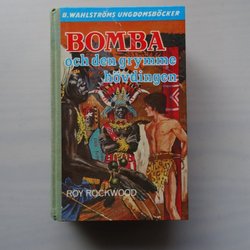 B. WAHLSTRÖMS UNGDOMSBÖCKER
BOMBA
och den grymme
hövdingen
ROY ROCKWOOD